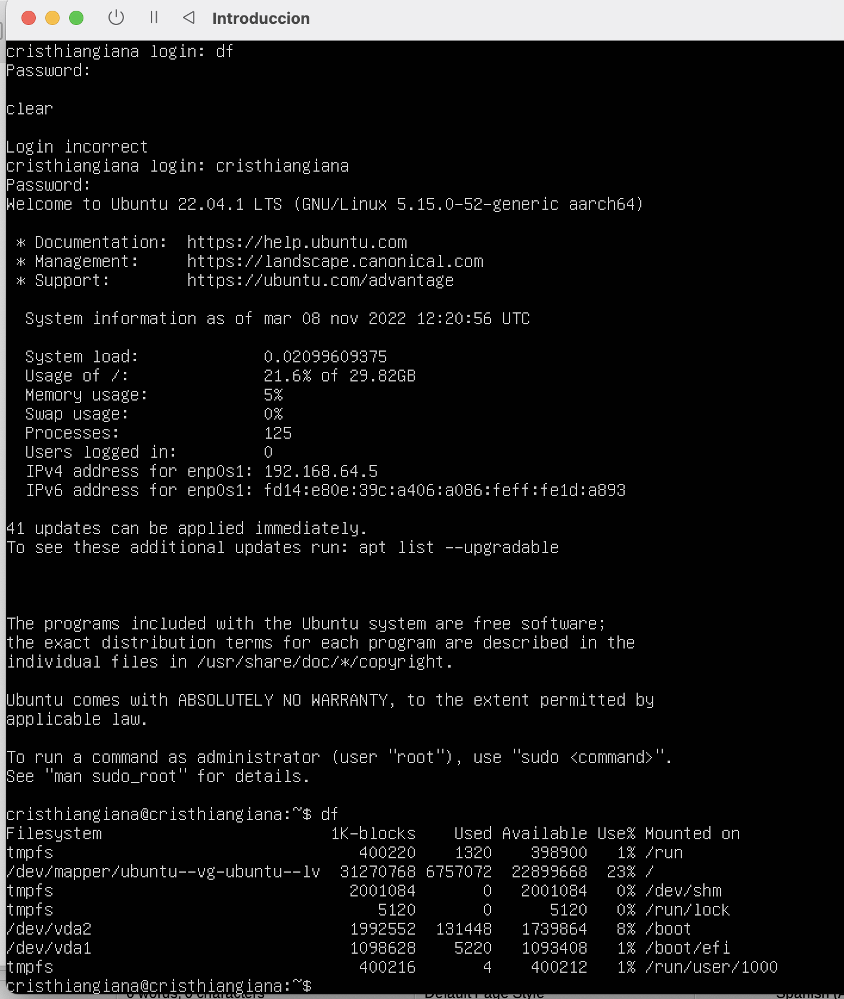 Introduccion
cristhiangiana login: df
Password:
clear
Login incorrect
cristhiangiana login: cristhiangiana
Password:
Welcome to Ubuntu 22.04.1 LTS (GNU/Linux 5.15.0-52-generic aarch64)
* Documentation:  https://help.ubuntu.com
* Management:     https://landscape.canonical.com
* Support:        https://ubuntu.com/advantage
System information as of mar 08 nov 2022 12:20:56 UTC
System load:             0.02099609375
Usage of /:              21.6% of 29.82GB
Memory usage:            5%
Swap usage:              0%
Processes:               125
Users logged in:         0
IPv4 address for enp0s1: 192.168.64.5
IPv6 address for enp0s1: fd14:e80e:39c:a406:a086:feff:fe1d:a893
41 updates can be applied immediately.
To see these additional updates run: apt list --upgradable
The programs included with the Ubuntu system are free software;
the exact distribution terms for each program are described in the
individual files in /usr/share/doc/*/copyright.
Ubuntu comes with ABSOLUTELY NO WARRANTY, to the extent permitted by
applicable law.
To run a command as administrator (user "root"), use "sudo <command>".
See "man sudo_root" for details.
cristhiangiana@cristhiangiana:~$ df
Filesystem                        1K-blocks    Used Available Use% Mounted on
tmpfs                                400220    1320    398900   1% /run
/dev/mapper/ubuntu--vg-ubuntu--lv  31270768 6757072  22899668  23% /
tmpfs                               2001084       0   2001084   0% /dev/shm
tmpfs                                  5120       0      5120   0% /run/lock
/dev/vda2                           1992552  131448   1739864   8% /boot
/dev/vda1                           1098628    5220   1093408   1% /boot/efi
tmpfs                                400216       4    400212   1% /run/user/1000
cristhiangiana@cristhiangiana:~$
0 words, 0 characters Default Page Style Spanish